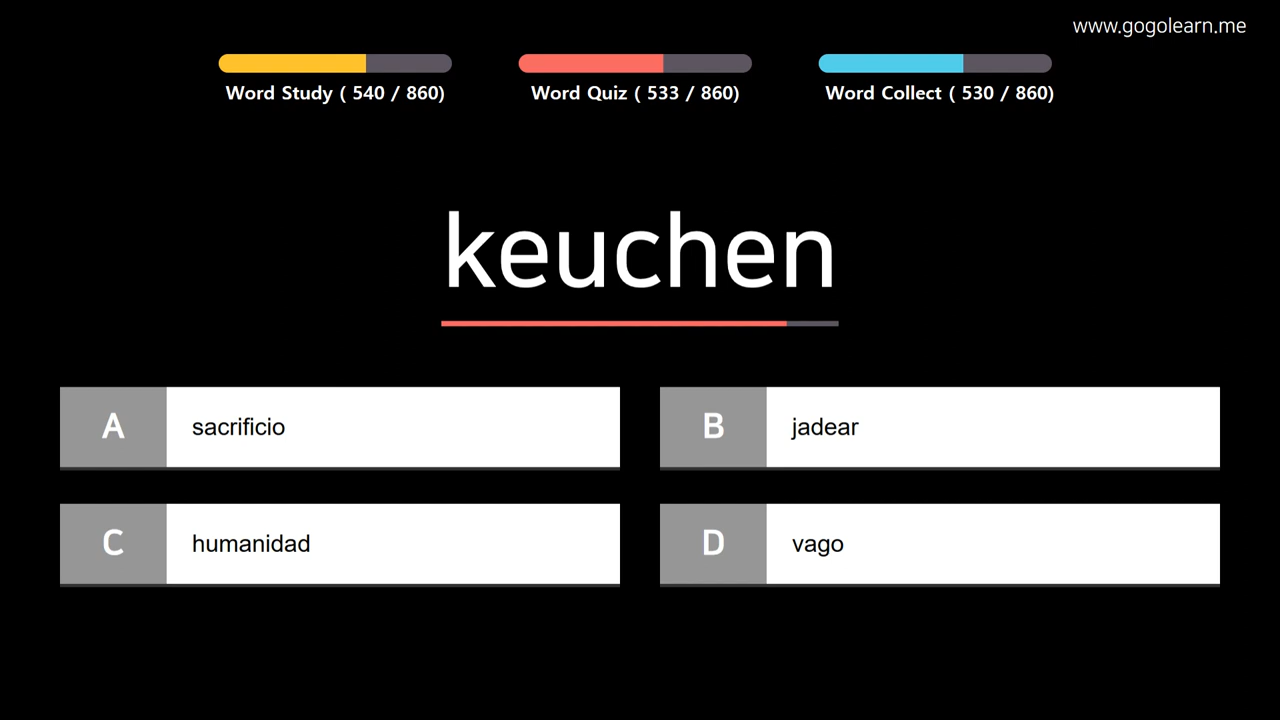 www.gogolearn.me
Word Study ( 540 / 860)
Word Quiz ( 533 / 860)
Word Collect ( 530 / 860)
keuchen
A sacrificio
B jadear
C humanidad
D vago